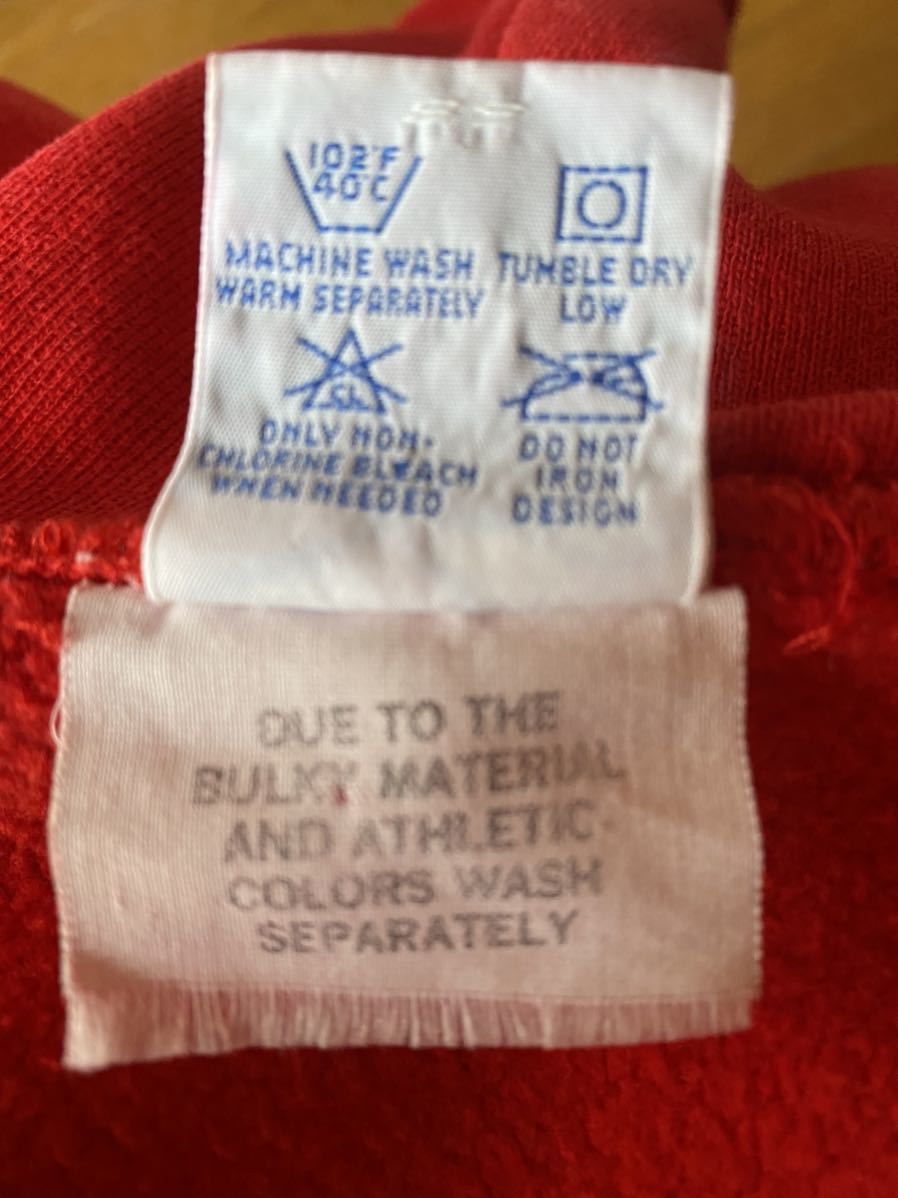 102°F
40°C
MACHINE WASH
WARM SEPARATELY
TUMBLE DRY
LOW
CL
ONLY NON-
CHLORINE BLEACH
WHEN NEEDED
DO NOT
IRON
DESIGN
DUE TO THE
BULKY MATERIAL
AND ATHLETIC
COLORS WASH
SEPARATELY